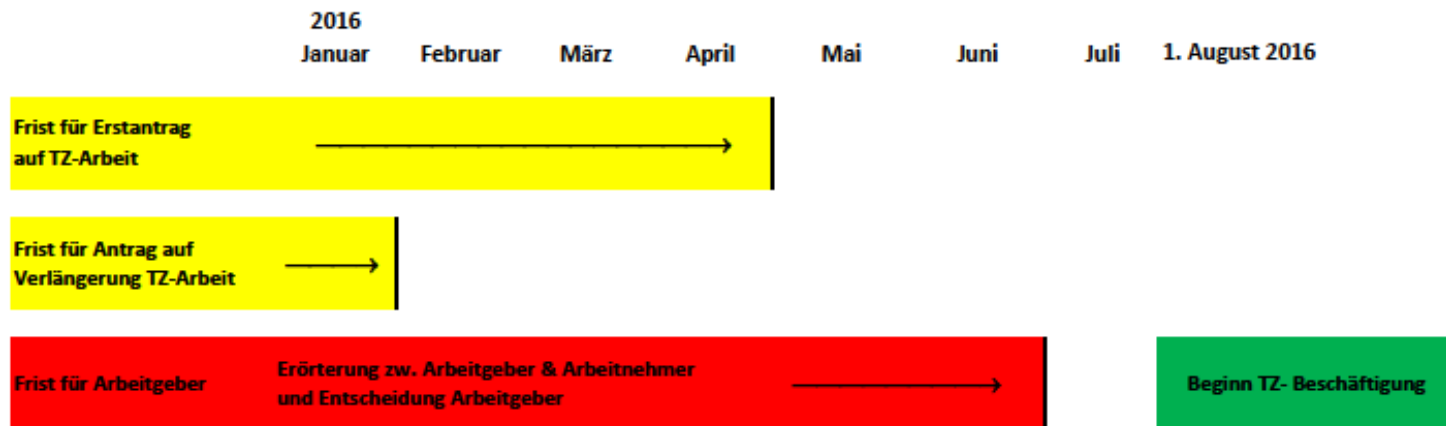 2016
Januar Februar März April Mai Juni Juli 1. August 2016
Frist für Erstantrag
auf TZ-Arbeit
Frist für Antrag auf
Verlängerung TZ-Arbeit
Frist für Arbeitgeber
Erörterung zw. Arbeitgeber & Arbeitnehmer
und Entscheidung Arbeitgeber
Beginn TZ- Beschäftigung